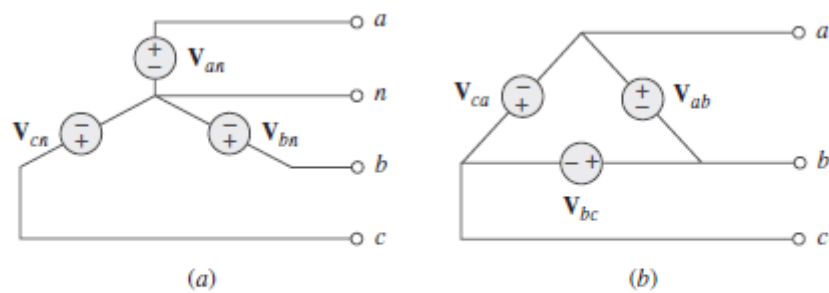 a
+
−
V_an
n
V_cn
−
+
−
+
V_bn
b
c
(a)
a
V_ca
−
+
+
−
V_ab
− +
b
V_bc
c
(b)